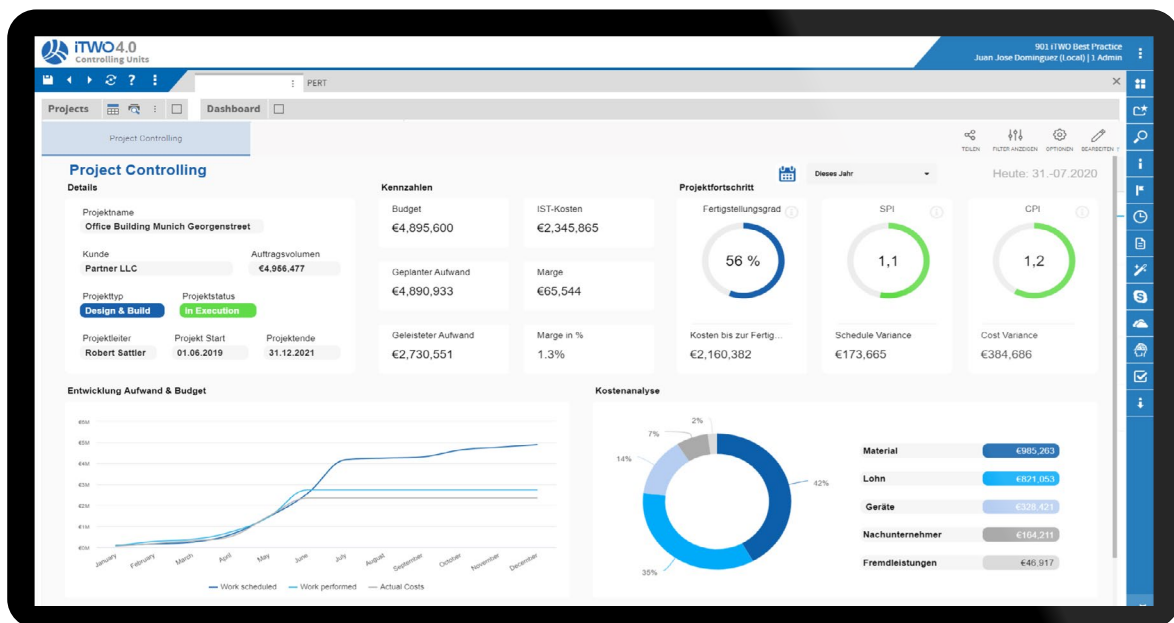 iTWO4.0
Controlling Units
901 iTWO Best Practice
Juan Jose Dominguez (Local) | 1 Admin
PERT
Projects
Dashboard
Project Controlling
TEILEN
FILTER ANZEIGEN
OPTIONEN
BEARBEITEN
Project Controlling
Dieses Jahr
Heute: 31.-07.2020
Details
Kennzahlen
Projektfortschritt
Projektname
Office Building Munich Georgenstreet
Kunde
Auftragsvolumen
Partner LLC
€4,956,477
Projekttyp
Projektstatus
Design & Build
In Execution
Projektleiter
Projekt Start
Projektende
Robert Sattler
01.06.2019
31.12.2021
Budget
IST-Kosten
€4,895,600
€2,345,865
Geplanter Aufwand
Marge
€4,890,933
€65,544
Geleisteter Aufwand
Marge in %
€2,730,551
1.3%
Fertigstellungsgrad
SPI
CPI
56 %
1,1
1,2
Kosten bis zur Fertig...
Schedule Variance
Cost Variance
€2,160,382
€173,665
€384,686
Entwicklung Aufwand & Budget
€6M
€5M
€4M
€3M
€2M
€1M
€0M
January
February
March
April
May
June
July
August
September
October
November
December
Work scheduled
Work performed
Actual Costs
Kostenanalyse
2%
7%
14%
42%
35%
Material
€985,263
Lohn
€821,053
Geräte
€328,421
Nachunternehmer
€164,211
Fremdleistungen
€46,917